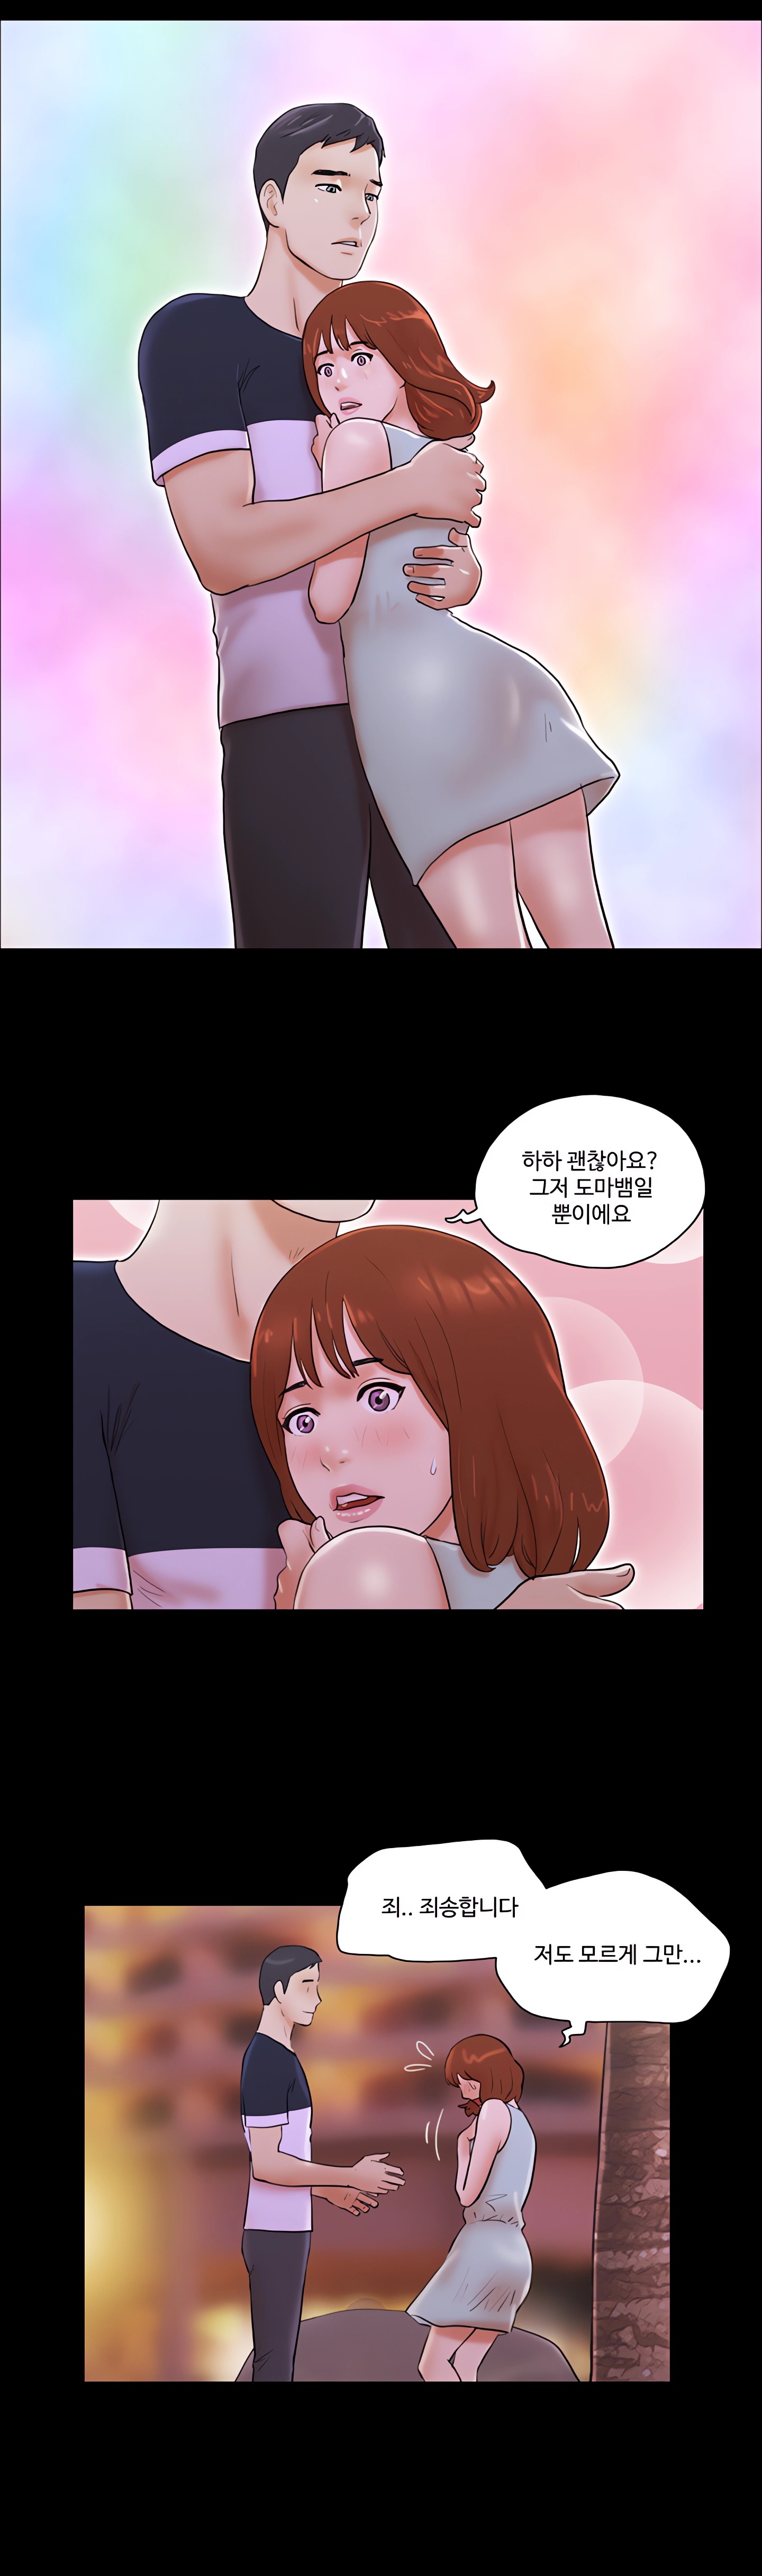 하하 괜찮아요?
그저 도마뱀일
뿐이에요
죄.. 죄송합니다
저도 모르게 그만...